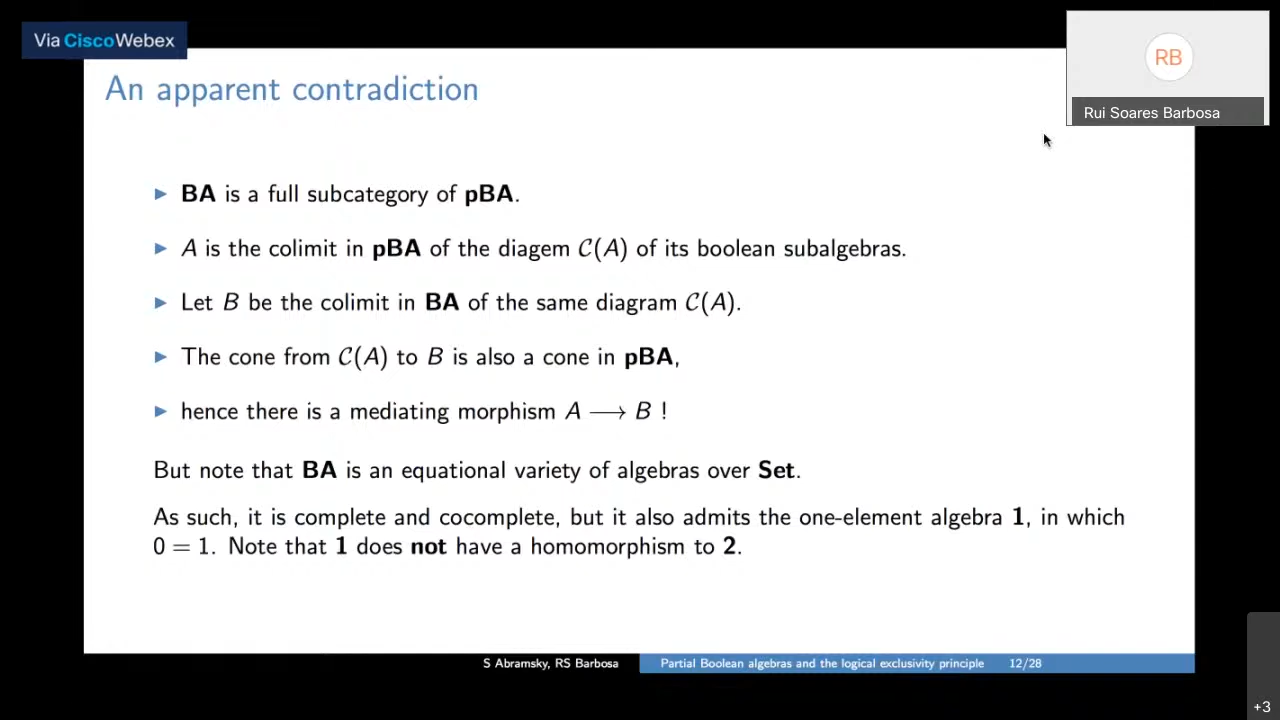 Via Cisco Webex
RB
Rui Soares Barbosa
An apparent contradiction
▶ BA is a full subcategory of pBA.
▶ A is the colimit in pBA of the diagem 𝒞(A) of its boolean subalgebras.
▶ Let B be the colimit in BA of the same diagram 𝒞(A).
▶ The cone from 𝒞(A) to B is also a cone in pBA,
▶ hence there is a mediating morphism A ⟶ B !
But note that BA is an equational variety of algebras over Set.
As such, it is complete and cocomplete, but it also admits the one-element algebra 1, in which
0 = 1. Note that 1 does not have a homomorphism to 2.
S Abramsky, RS Barbosa
Partial Boolean algebras and the logical exclusivity principle
12/28
+3